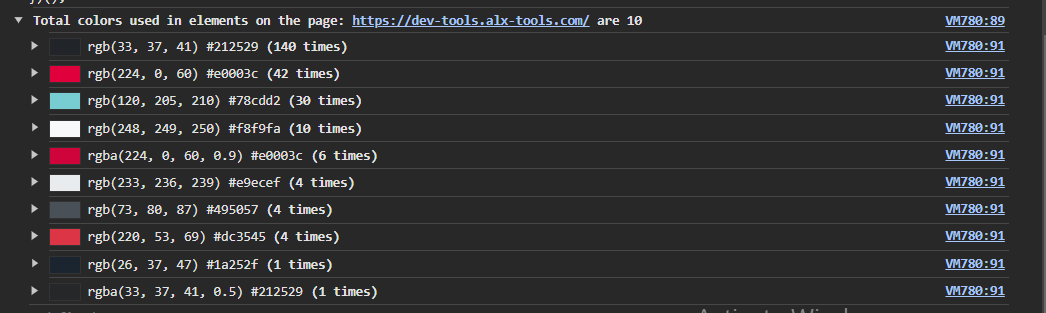 Total colors used in elements on the page: https://dev-tools.alx-tools.com/ are 10 VM780:89
rgb(33, 37, 41) #212529 (140 times) VM780:91
rgb(224, 0, 60) #e0003c (42 times) VM780:91
rgb(120, 205, 210) #78cdd2 (30 times) VM780:91
rgb(248, 249, 250) #f8f9fa (10 times) VM780:91
rgba(224, 0, 60, 0.9) #e0003c (6 times) VM780:91
rgb(233, 236, 239) #e9ecef (4 times) VM780:91
rgb(73, 80, 87) #495057 (4 times) VM780:91
rgb(220, 53, 69) #dc3545 (4 times) VM780:91
rgb(26, 37, 47) #1a252f (1 times) VM780:91
rgba(33, 37, 41, 0.5) #212529 (1 times) VM780:91